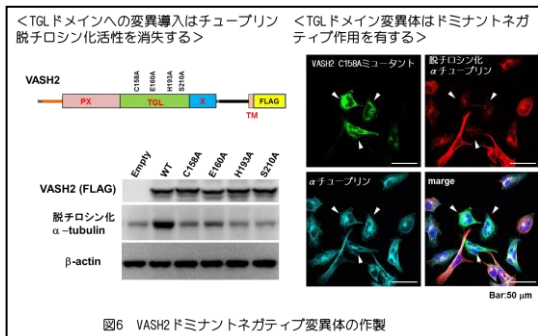 <TGLドメインへの変異導入はチューブリン
脱チロシン化活性を消失する>
C158A
E160A
H193A
S210A
VASH2
PX
TGL
X
FLAG
TM
Empty
WT
C158A
E160A
H193A
S210A
VASH2 (FLAG)
脱チロシン化
α-tubulin
β-actin
<TGLドメイン変異体はドミナントネガ
ティブ作用を有する>
VASH2 C158Aミュータント
脱チロシン化
αチューブリン
αチューブリン
marge
Bar:50 μm
図6 VASH2ドミナントネガティブ変異体の作製